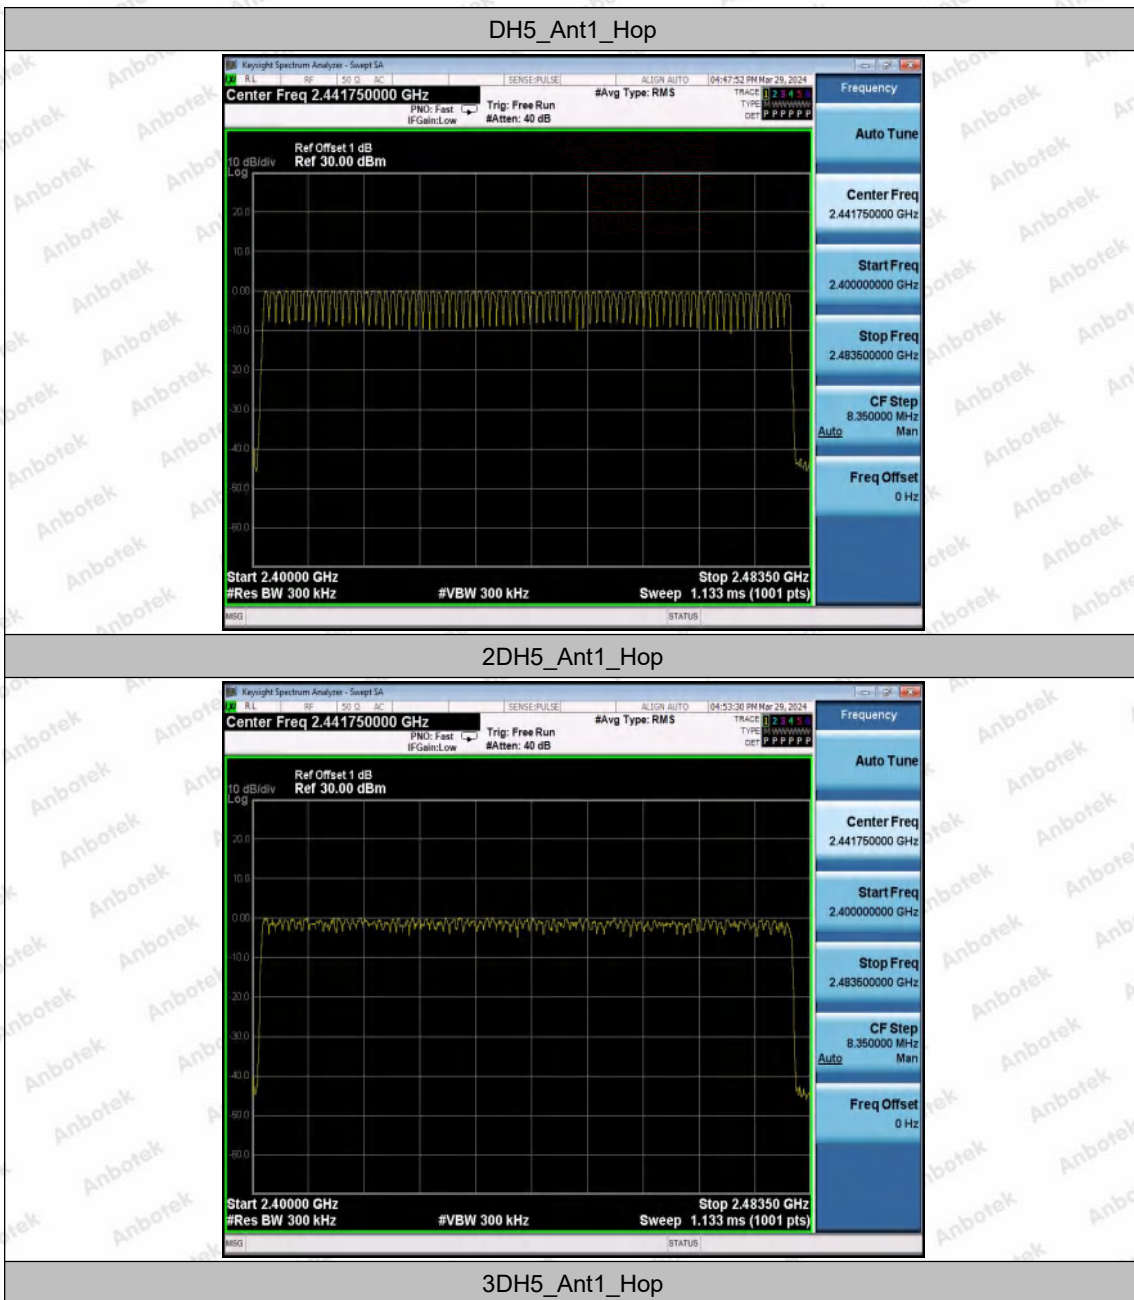 DH5_Ant1_Hop
Keysight Spectrum Analyzer - Swept SA
RL RF 50 Ω AC SENSE:PULSE ALIGN AUTO 04:47:52 PM Mar 29, 2024
Center Freq 2.441750000 GHz
PNO: Fast
IFGain:Low
Trig: Free Run
#Atten: 40 dB
#Avg Type: RMS
TRACE 1 2 3 4 5 6
TYPE M WWWWW
DET P P P P P P
Ref Offset 1 dB
10 dB/div Ref 30.00 dBm
Log
20.0
10.0
0.00
-10.0
-20.0
-30.0
-40.0
-50.0
-60.0
Start 2.40000 GHz Stop 2.48350 GHz
#Res BW 300 kHz #VBW 300 kHz Sweep 1.133 ms (1001 pts)
MSG STATUS
Frequency
Auto Tune
Center Freq
2.441750000 GHz
Start Freq
2.400000000 GHz
Stop Freq
2.483500000 GHz
CF Step
8.350000 MHz
Auto Man
Freq Offset
0 Hz
2DH5_Ant1_Hop
Keysight Spectrum Analyzer - Swept SA
RL RF 50 Ω AC SENSE:PULSE ALIGN AUTO 04:53:30 PM Mar 29, 2024
Center Freq 2.441750000 GHz
PNO: Fast
IFGain:Low
Trig: Free Run
#Atten: 40 dB
#Avg Type: RMS
TRACE 1 2 3 4 5 6
TYPE M WWWWW
DET P P P P P P
Ref Offset 1 dB
10 dB/div Ref 30.00 dBm
Log
20.0
10.0
0.00
-10.0
-20.0
-30.0
-40.0
-50.0
-60.0
Start 2.40000 GHz Stop 2.48350 GHz
#Res BW 300 kHz #VBW 300 kHz Sweep 1.133 ms (1001 pts)
MSG STATUS
Frequency
Auto Tune
Center Freq
2.441750000 GHz
Start Freq
2.400000000 GHz
Stop Freq
2.483500000 GHz
CF Step
8.350000 MHz
Auto Man
Freq Offset
0 Hz
3DH5_Ant1_Hop